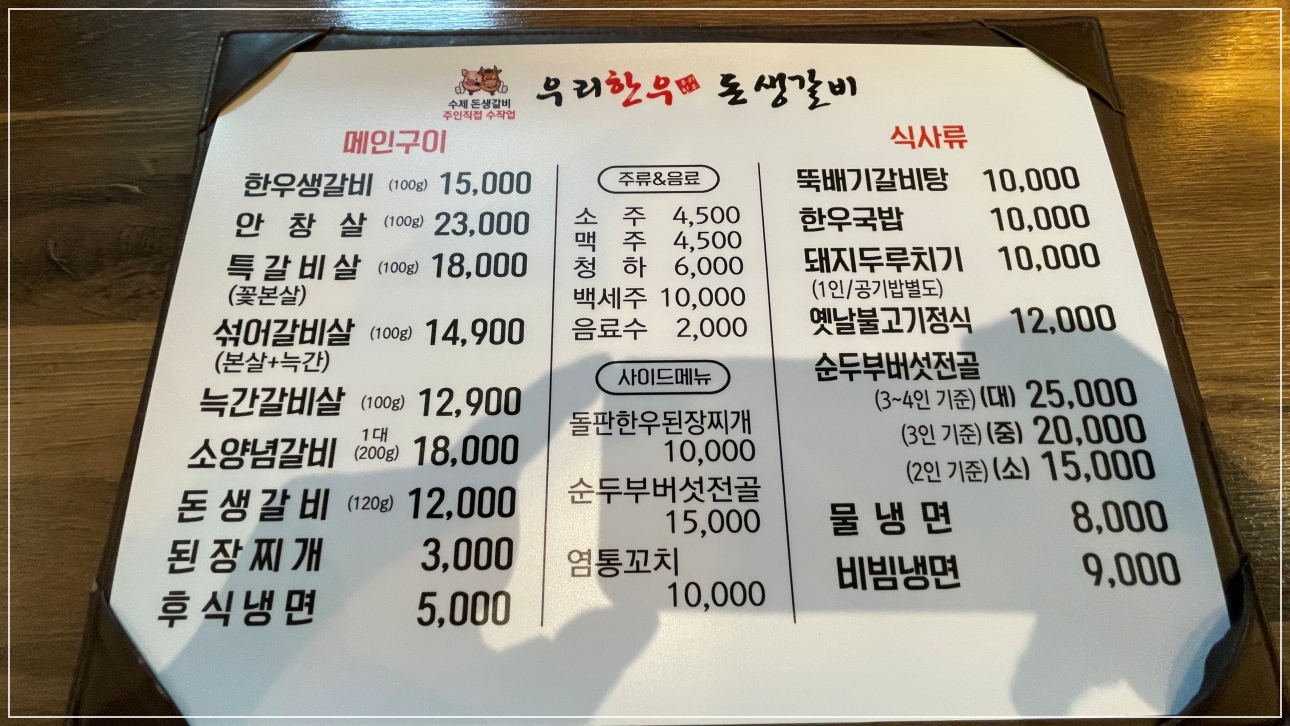 수제 돈생갈비
주인직접 수작업
우리한우 돈생갈비
메인구이
한우생갈비 (100g) 15,000
안 창 살 (100g) 23,000
특 갈 비 살 (100g) 18,000
(꽃본살)
섞어갈비살 (100g) 14,900
(본살+늑간)
늑간갈비살 (100g) 12,900
1대
소양념갈비 (200g) 18,000
돈 생 갈 비 (120g) 12,000
된 장 찌 개 3,000
후 식 냉 면 5,000
주류&음료
소 주 4,500
맥 주 4,500
청 하 6,000
백세주 10,000
음료수 2,000
사이드메뉴
돌판한우된장찌개
10,000
순두부버섯전골
15,000
염통꼬치
10,000
식사류
뚝배기갈비탕 10,000
한우국밥 10,000
돼지두루치기 10,000
(1인/공기밥별도)
옛날불고기정식 12,000
순두부버섯전골
(3~4인 기준) (대) 25,000
(3인 기준) (중) 20,000
(2인 기준) (소) 15,000
물 냉 면 8,000
비빔냉면 9,000